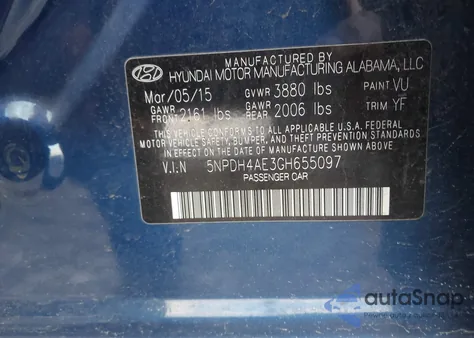 MANUFACTURED BY
HYUNDAI MOTOR MANUFACTURING ALABAMA, LLC
Mar/05/15 GVWR 3880 lbs PAINT VU
GAWR FRONT 2161 lbs GAWR REAR 2006 lbs TRIM YF
THIS VEHICLE CONFORMS TO ALL APPLICABLE U.S.A. FEDERAL
MOTOR VEHICLE SAFETY, BUMPER, AND THEFT PREVENTION STANDARDS
IN EFFECT ON THE DATE OF MANUFACTURE SHOWN ABOVE.
V.I.N 5NPDH4AE3GH655097
PASSENGER CAR
autoSnap